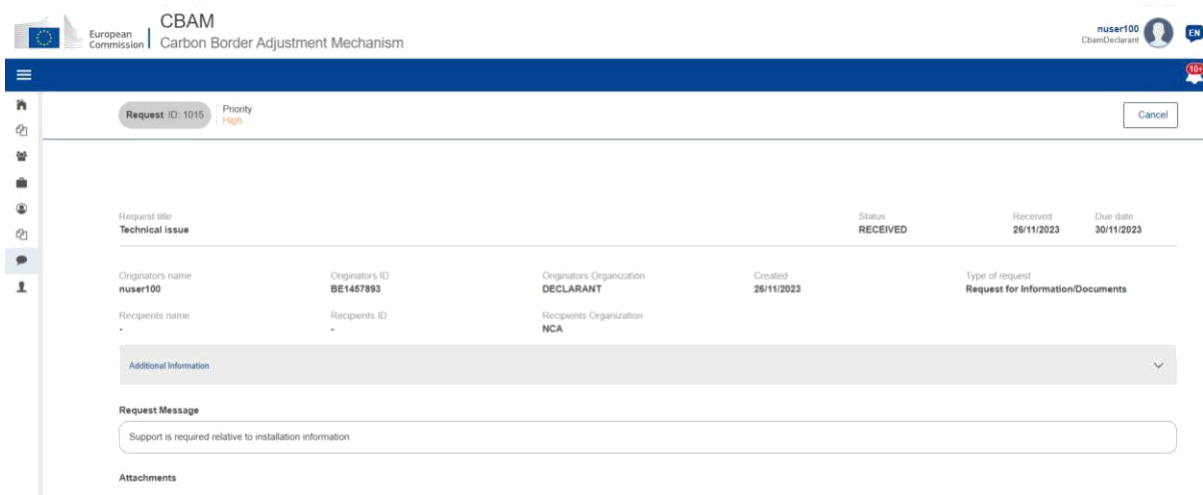 European
Commission
CBAM
Carbon Border Adjustment Mechanism
nuser100
CbamDeclarant
EN
10+
Request ID: 1015
Priority
High
Cancel
Request title
Technical issue
Status
RECEIVED
Received
26/11/2023
Due date
30/11/2023
Originators name
nuser100
Originators ID
BE1457893
Originators Organization
DECLARANT
Created
26/11/2023
Type of request
Request for Information/Documents
Recipients name
-
Recipients ID
-
Recipients Organization
NCA
Additional Information
Request Message
Support is required relative to installation information
Attachments